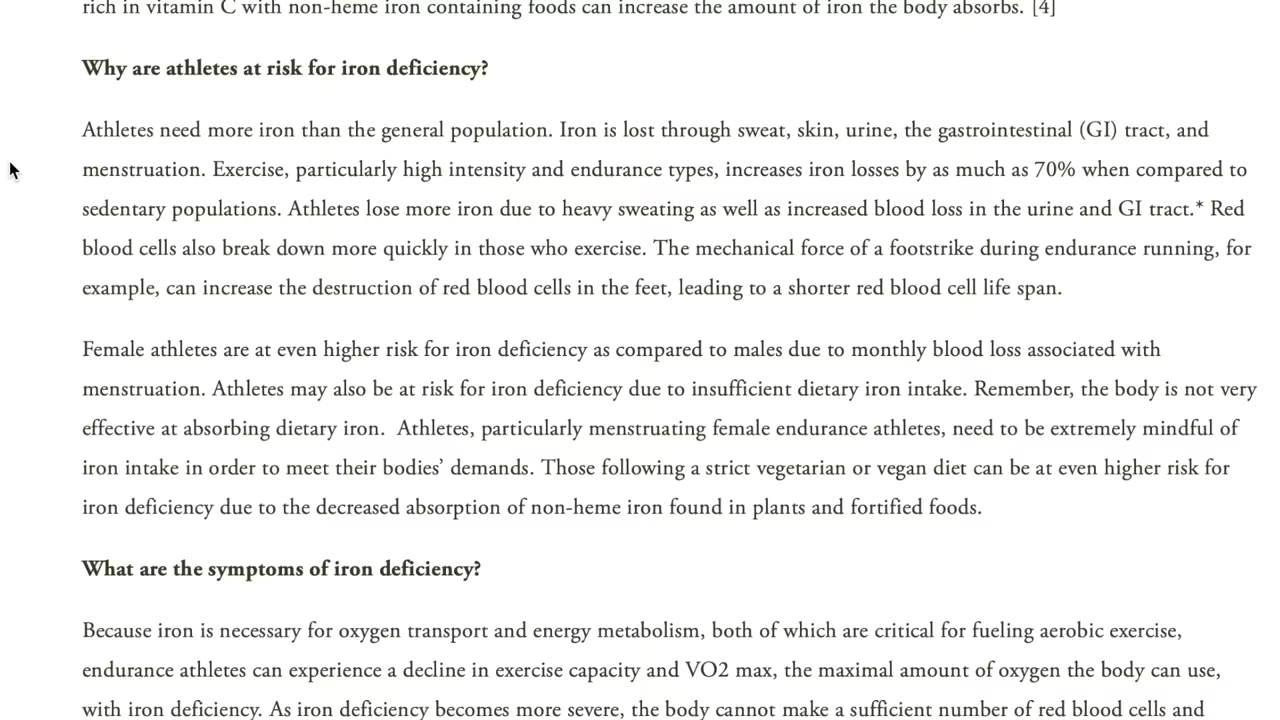 rich in vitamin C with non-heme iron containing foods can increase the amount of iron the body absorbs. [4]
Why are athletes at risk for iron deficiency?
Athletes need more iron than the general population. Iron is lost through sweat, skin, urine, the gastrointestinal (GI) tract, and
menstruation. Exercise, particularly high intensity and endurance types, increases iron losses by as much as 70% when compared to
sedentary populations. Athletes lose more iron due to heavy sweating as well as increased blood loss in the urine and GI tract.* Red
blood cells also break down more quickly in those who exercise. The mechanical force of a footstrike during endurance running, for
example, can increase the destruction of red blood cells in the feet, leading to a shorter red blood cell life span.
Female athletes are at even higher risk for iron deficiency as compared to males due to monthly blood loss associated with
menstruation. Athletes may also be at risk for iron deficiency due to insufficient dietary iron intake. Remember, the body is not very
effective at absorbing dietary iron.  Athletes, particularly menstruating female endurance athletes, need to be extremely mindful of
iron intake in order to meet their bodies’ demands. Those following a strict vegetarian or vegan diet can be at even higher risk for
iron deficiency due to the decreased absorption of non-heme iron found in plants and fortified foods.
What are the symptoms of iron deficiency?
Because iron is necessary for oxygen transport and energy metabolism, both of which are critical for fueling aerobic exercise,
endurance athletes can experience a decline in exercise capacity and VO2 max, the maximal amount of oxygen the body can use,
with iron deficiency. As iron deficiency becomes more severe, the body cannot make a sufficient number of red blood cells and